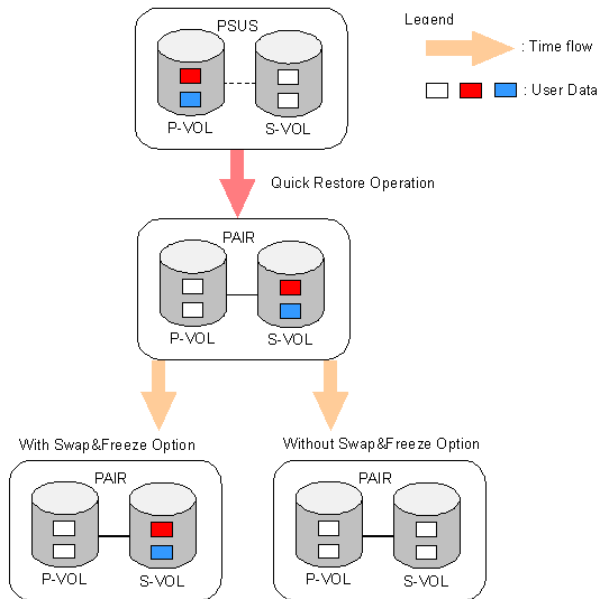 PSUS
P-VOL
S-VOL
Legend
: Time flow
: User Data
Quick Restore Operation
PAIR
P-VOL
S-VOL
With Swap&Freeze Option
PAIR
P-VOL
S-VOL
Without Swap&Freeze Option
PAIR
P-VOL
S-VOL